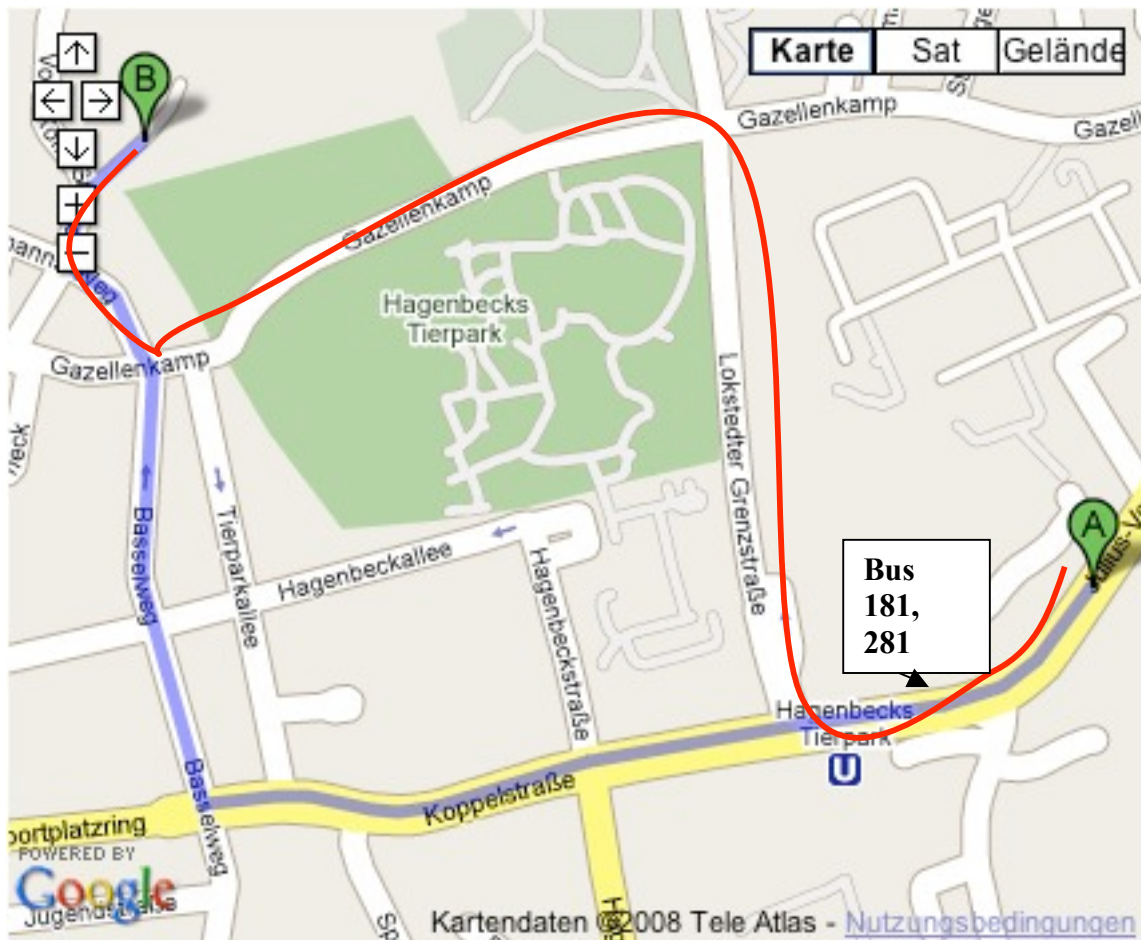 Karte
Sat
Gelände
B
Gazellenkamp
Gazellenkamp
Hagenbecks
Tierpark
Gazellenkamp
Lokstedter Grenzstraße
A
Bus
181,
281
Basselweg
Tierparkallee
Hagenbeckallee
Hagenbeckstraße
Hagenbecks
Tierpark
U
Koppelstraße
Basselweg
portplatzring
POWERED BY
Google
Jugendstraße
Kartendaten ©2008 Tele Atlas - Nutzungsbedingungen